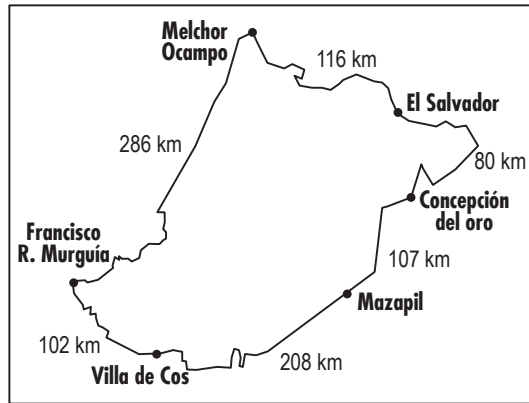 Melchor
Ocampo
116 km
El Salvador
286 km
80 km
Concepción
del oro
Francisco
R. Murguía
107 km
Mazapil
102 km
208 km
Villa de Cos